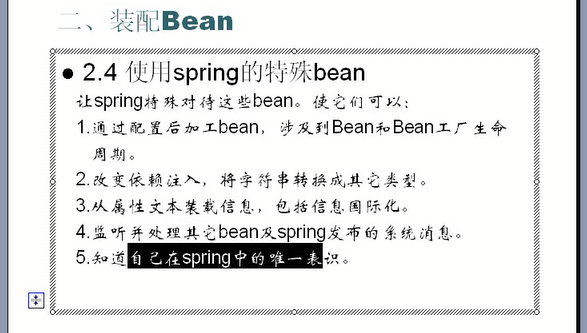 二、装配Bean
● 2.4 使用spring的特殊bean
让spring特殊对待这些bean。使它们可以：
1.通过配置后加工bean，涉及到Bean和Bean工厂生命
周期。
2.改变依赖注入，将字符串转换成其它类型。
3.从属性文本装载信息，包括信息国际化。
4.监听并处理其它bean及spring发布的系统消息。
5.知道自己在spring中的唯一表识。